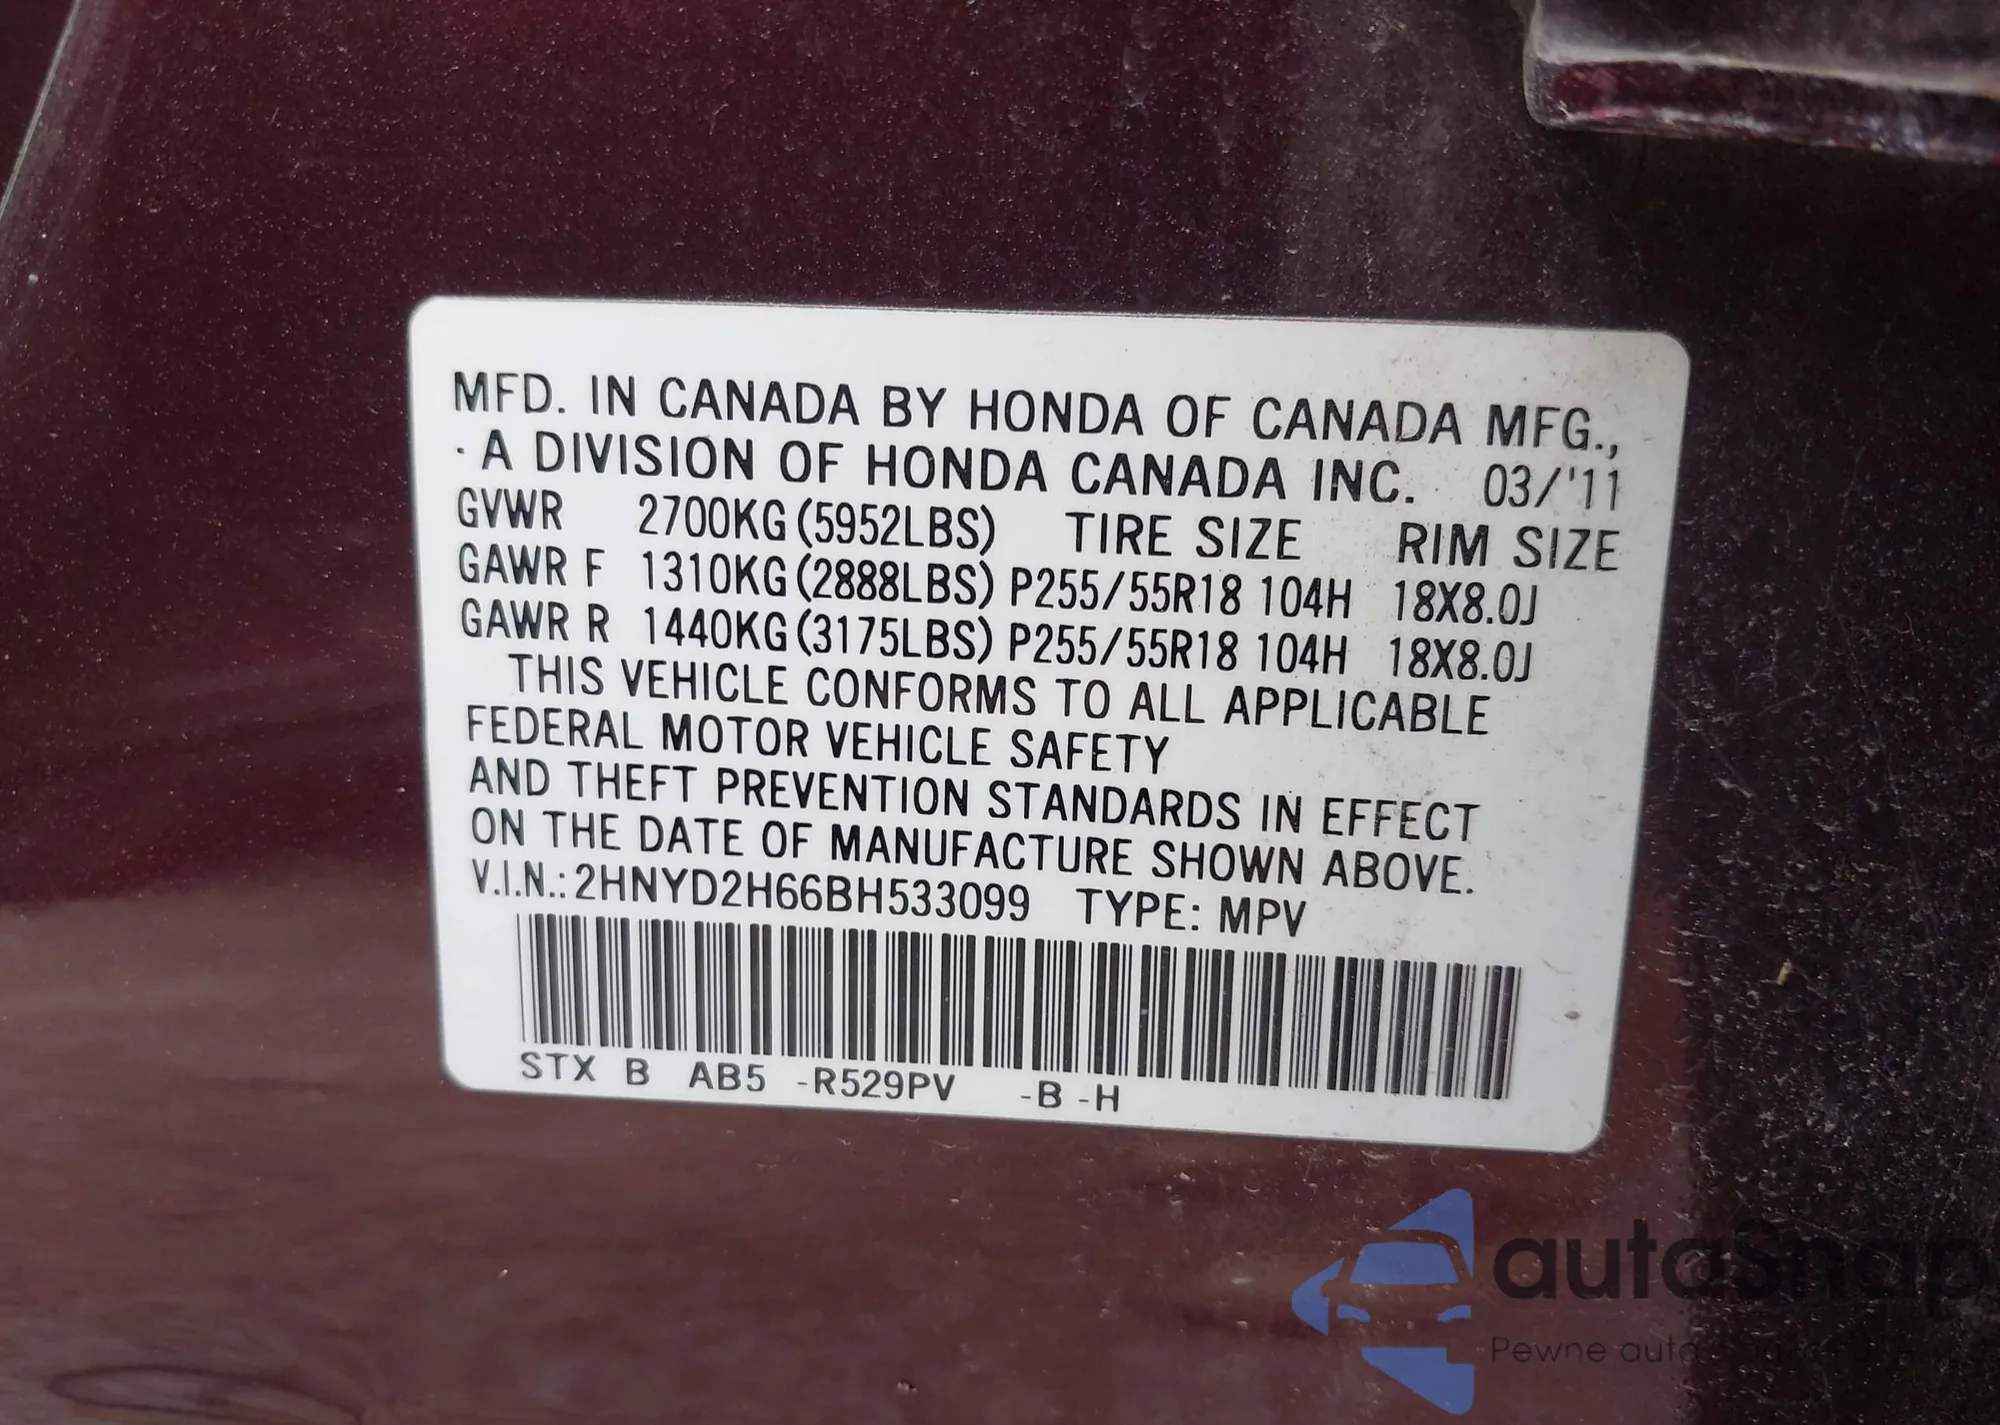 MFD. IN CANADA BY HONDA OF CANADA MFG.,
· A DIVISION OF HONDA CANADA INC. 03/'11
GVWR 2700KG (5952LBS) TIRE SIZE RIM SIZE
GAWR F 1310KG (2888LBS) P255/55R18 104H 18X8.0J
GAWR R 1440KG (3175LBS) P255/55R18 104H 18X8.0J
THIS VEHICLE CONFORMS TO ALL APPLICABLE
FEDERAL MOTOR VEHICLE SAFETY
AND THEFT PREVENTION STANDARDS IN EFFECT
ON THE DATE OF MANUFACTURE SHOWN ABOVE.
V.I.N.: 2HNYD2H66BH533099 TYPE: MPV
STX B AB5 -R529PV -B -H
autoSnap
Pewne auto